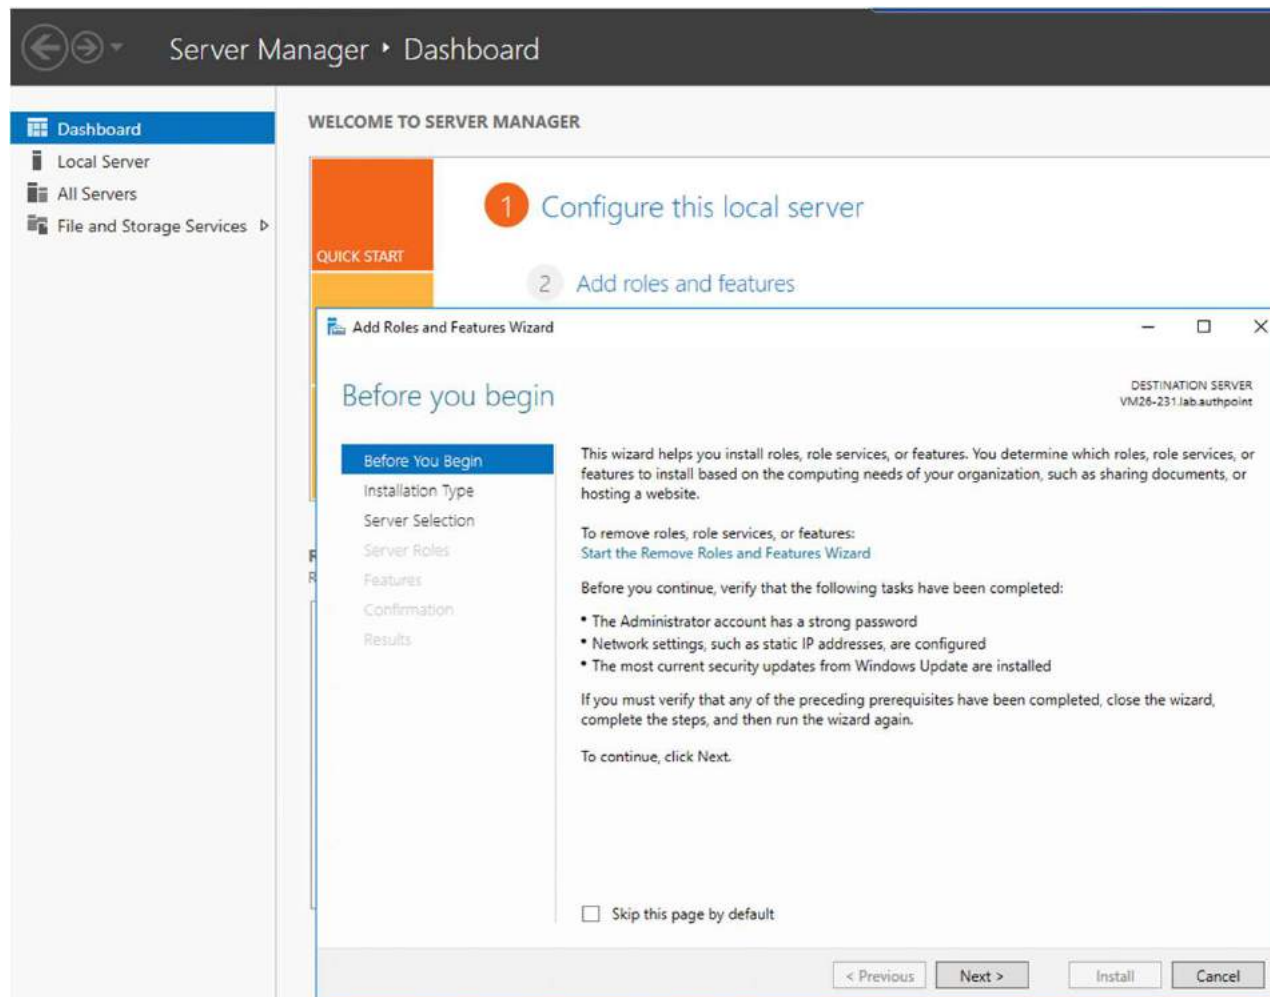 Server Manager ‣ Dashboard
Dashboard
Local Server
All Servers
File and Storage Services
WELCOME TO SERVER MANAGER
QUICK START
1 Configure this local server
2 Add roles and features
Add Roles and Features Wizard
Before you begin
DESTINATION SERVER
VM26-231.lab.authpoint
Before You Begin
Installation Type
Server Selection
Server Roles
Features
Confirmation
Results
This wizard helps you install roles, role services, or features. You determine which roles, role services, or
features to install based on the computing needs of your organization, such as sharing documents, or
hosting a website.
To remove roles, role services, or features:
Start the Remove Roles and Features Wizard
Before you continue, verify that the following tasks have been completed:
• The Administrator account has a strong password
• Network settings, such as static IP addresses, are configured
• The most current security updates from Windows Update are installed
If you must verify that any of the preceding prerequisites have been completed, close the wizard,
complete the steps, and then run the wizard again.
To continue, click Next.
Skip this page by default
< Previous
Next >
Install
Cancel